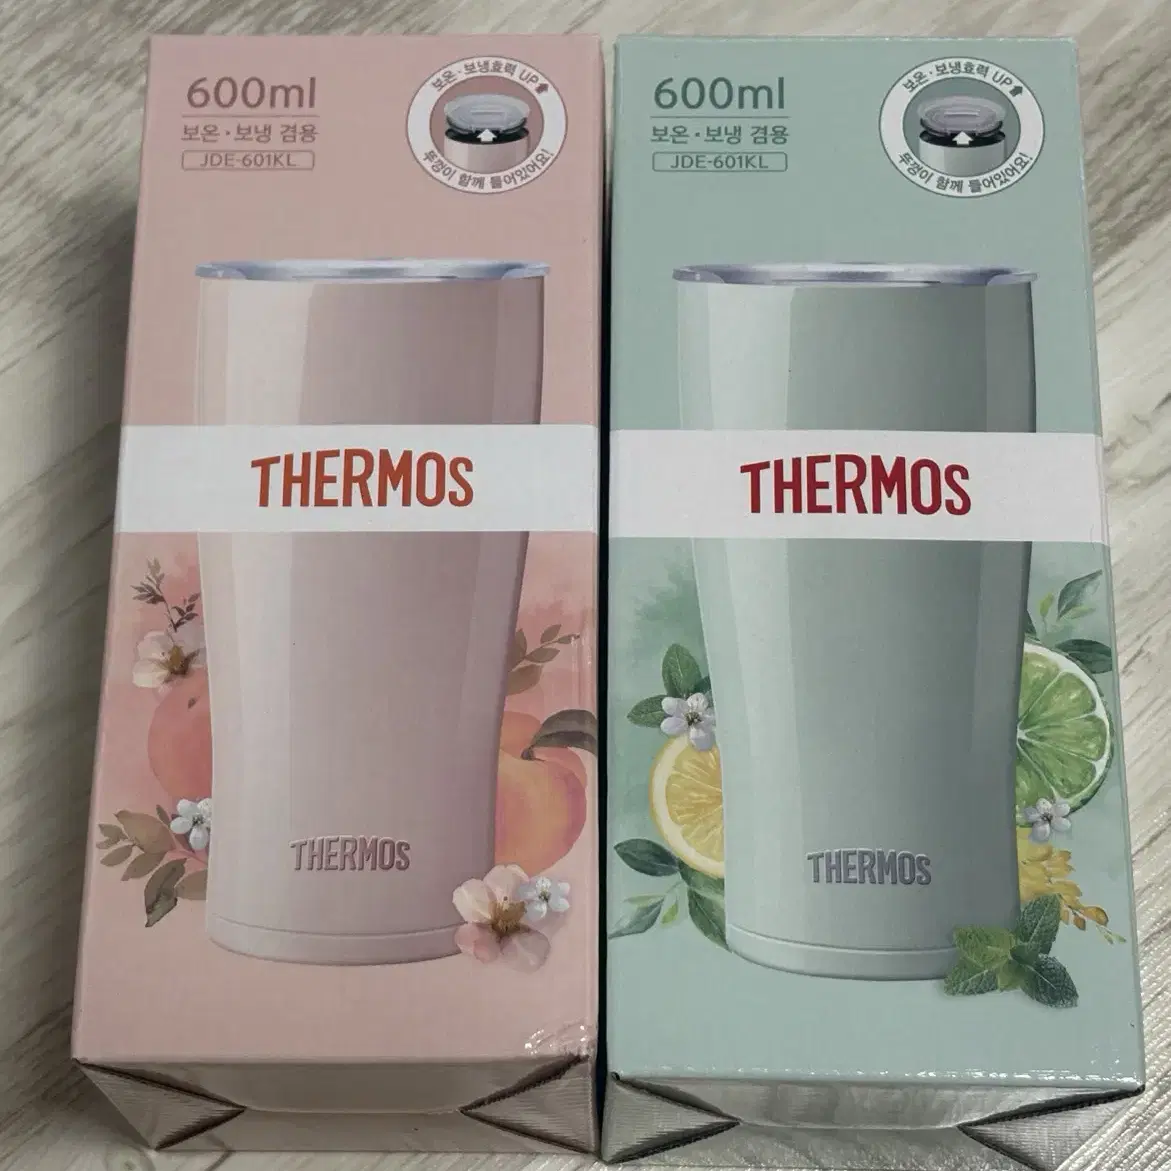 600ml
보온·보냉 겸용
JDE-601KL
보온·보냉효력 UP
뚜껑이 함께 들어있어요!
THERMOS
THERMOS
600ml
보온·보냉 겸용
JDE-601KL
보온·보냉효력 UP
뚜껑이 함께 들어있어요!
THERMOS
THERMOS